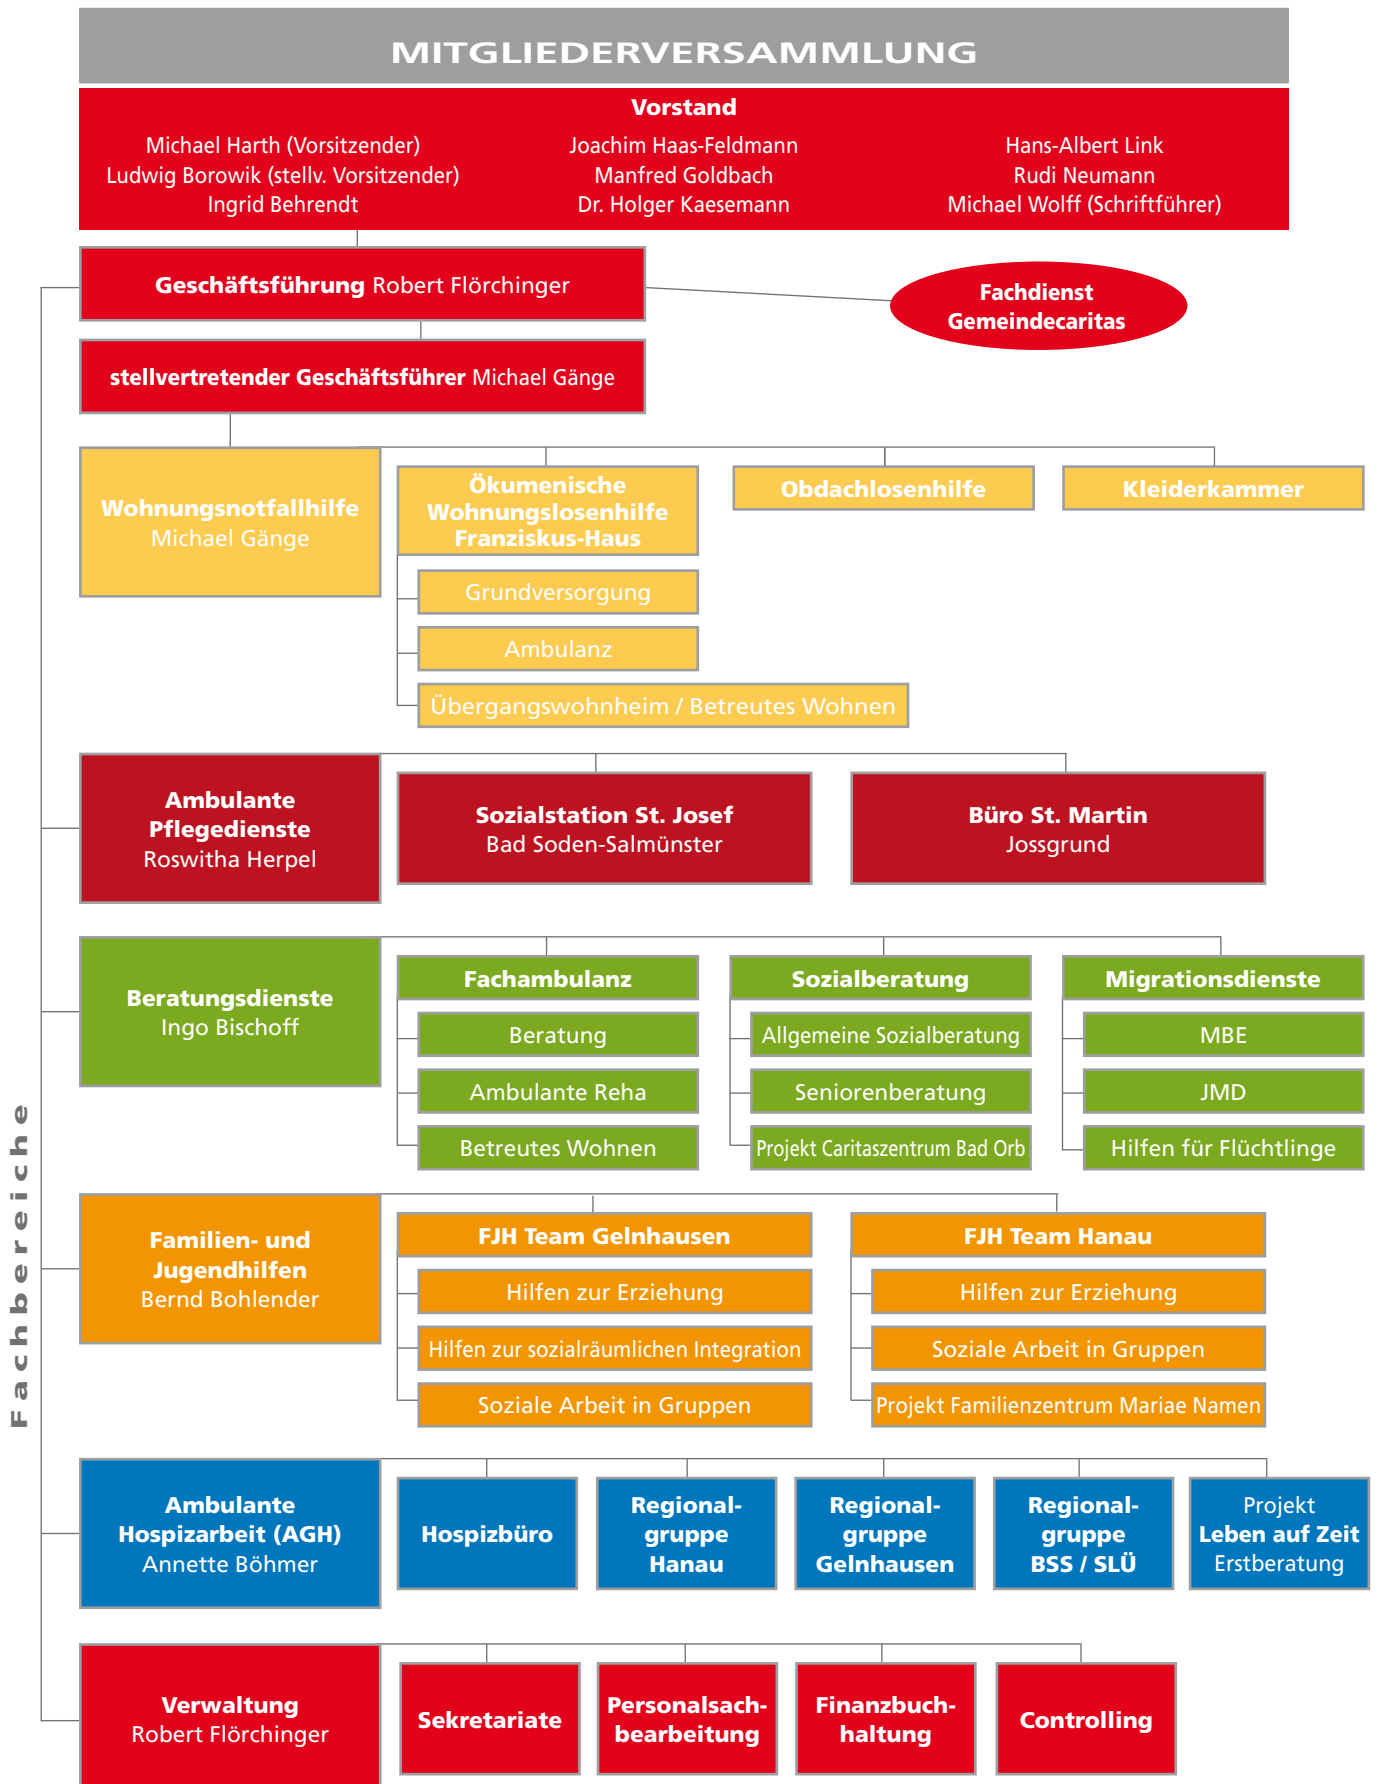 MITGLIEDERVERSAMMLUNG
Vorstand
Michael Harth (Vorsitzender)
Ludwig Borowik (stellv. Vorsitzender)
Ingrid Behrendt
Joachim Haas-Feldmann
Manfred Goldbach
Dr. Holger Kaesemann
Hans-Albert Link
Rudi Neumann
Michael Wolff (Schriftführer)
Geschäftsführung Robert Flörchinger
Fachdienst
Gemeindecaritas
stellvertretender Geschäftsführer Michael Gänge
Fachbereiche
Wohnungsnotfallhilfe
Michael Gänge
Ökumenische
Wohnungslosenhilfe
Franziskus-Haus
Grundversorgung
Ambulanz
Übergangswohnheim / Betreutes Wohnen
Obdachlosenhilfe
Kleiderkammer
Ambulante
Pflegedienste
Roswitha Herpel
Sozialstation St. Josef
Bad Soden-Salmünster
Büro St. Martin
Jossgrund
Beratungsdienste
Ingo Bischoff
Fachambulanz
Beratung
Ambulante Reha
Betreutes Wohnen
Sozialberatung
Allgemeine Sozialberatung
Seniorenberatung
Projekt Caritaszentrum Bad Orb
Migrationsdienste
MBE
JMD
Hilfen für Flüchtlinge
Familien- und
Jugendhilfen
Bernd Bohlender
FJH Team Gelnhausen
Hilfen zur Erziehung
Hilfen zur sozialräumlichen Integration
Soziale Arbeit in Gruppen
FJH Team Hanau
Hilfen zur Erziehung
Soziale Arbeit in Gruppen
Projekt Familienzentrum Mariae Namen
Ambulante
Hospizarbeit (AGH)
Annette Böhmer
Hospizbüro
Regional-
gruppe
Hanau
Regional-
gruppe
Gelnhausen
Regional-
gruppe
BSS / SLÜ
Projekt
Leben auf Zeit
Erstberatung
Verwaltung
Robert Flörchinger
Sekretariate
Personalsach-
bearbeitung
Finanzbuch-
haltung
Controlling